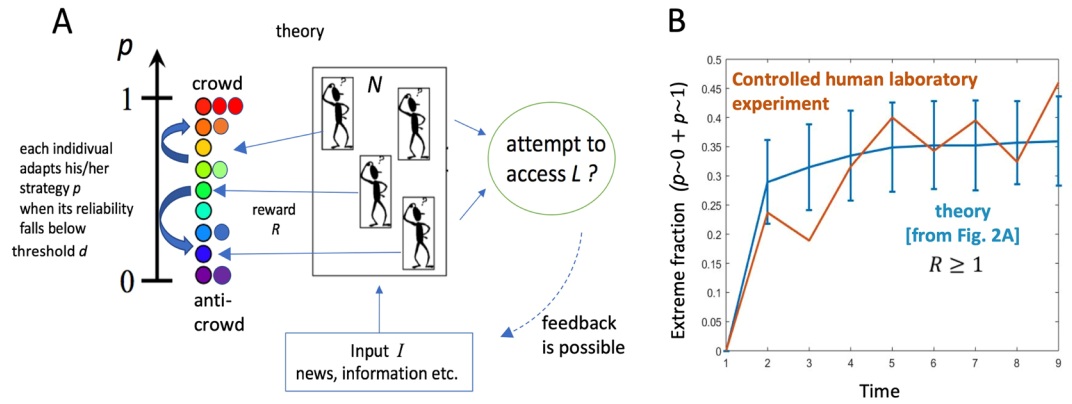 A
theory
p
crowd
1
N
each indidivual
adapts his/her
strategy p
when its reliability
falls below
threshold d
reward
R
0
anti-
crowd
attempt to
access L ?
feedback
is possible
Input I
news, information etc.
?
?
?
?
B
Controlled human laboratory
experiment
theory
[from Fig. 2A]
R ≥ 1
Extreme fraction (p~0 + p~1)
0.5
0.45
0.4
0.35
0.3
0.25
0.2
0.15
0.1
0.05
0
1
2
3
4
5
6
7
8
9
Time